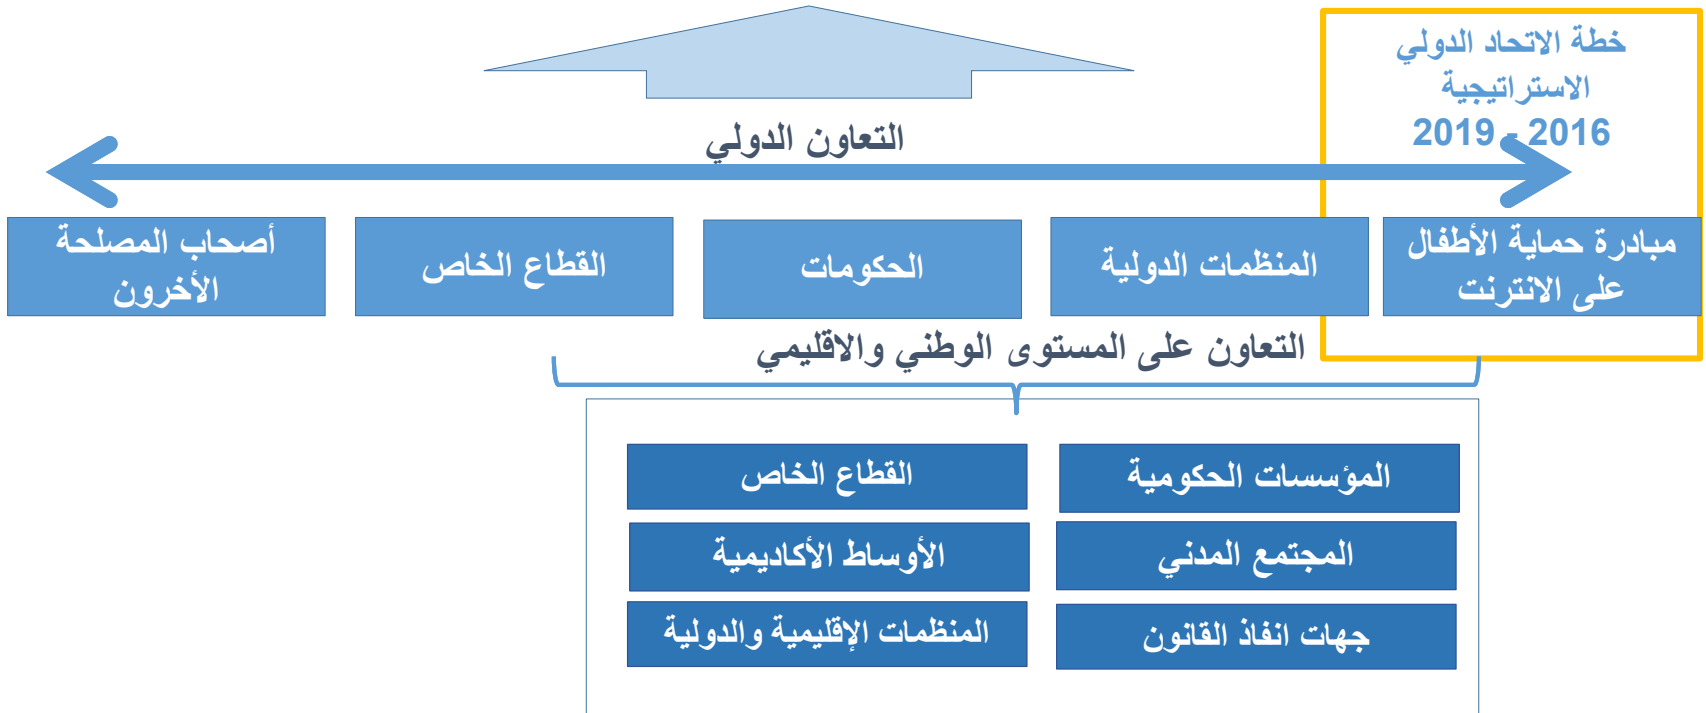 خطة الاتحاد الدولي
الاستراتيجية
2016 - 2019
التعاون الدولي
مبادرة حماية الأطفال
على الانترنت
المنظمات الدولية
الحكومات
القطاع الخاص
أصحاب المصلحة
الأخرون
التعاون على المستوى الوطني والاقليمي
المؤسسات الحكومية
القطاع الخاص
المجتمع المدني
الأوساط الأكاديمية
جهات انفاذ القانون
المنظمات الإقليمية والدولية